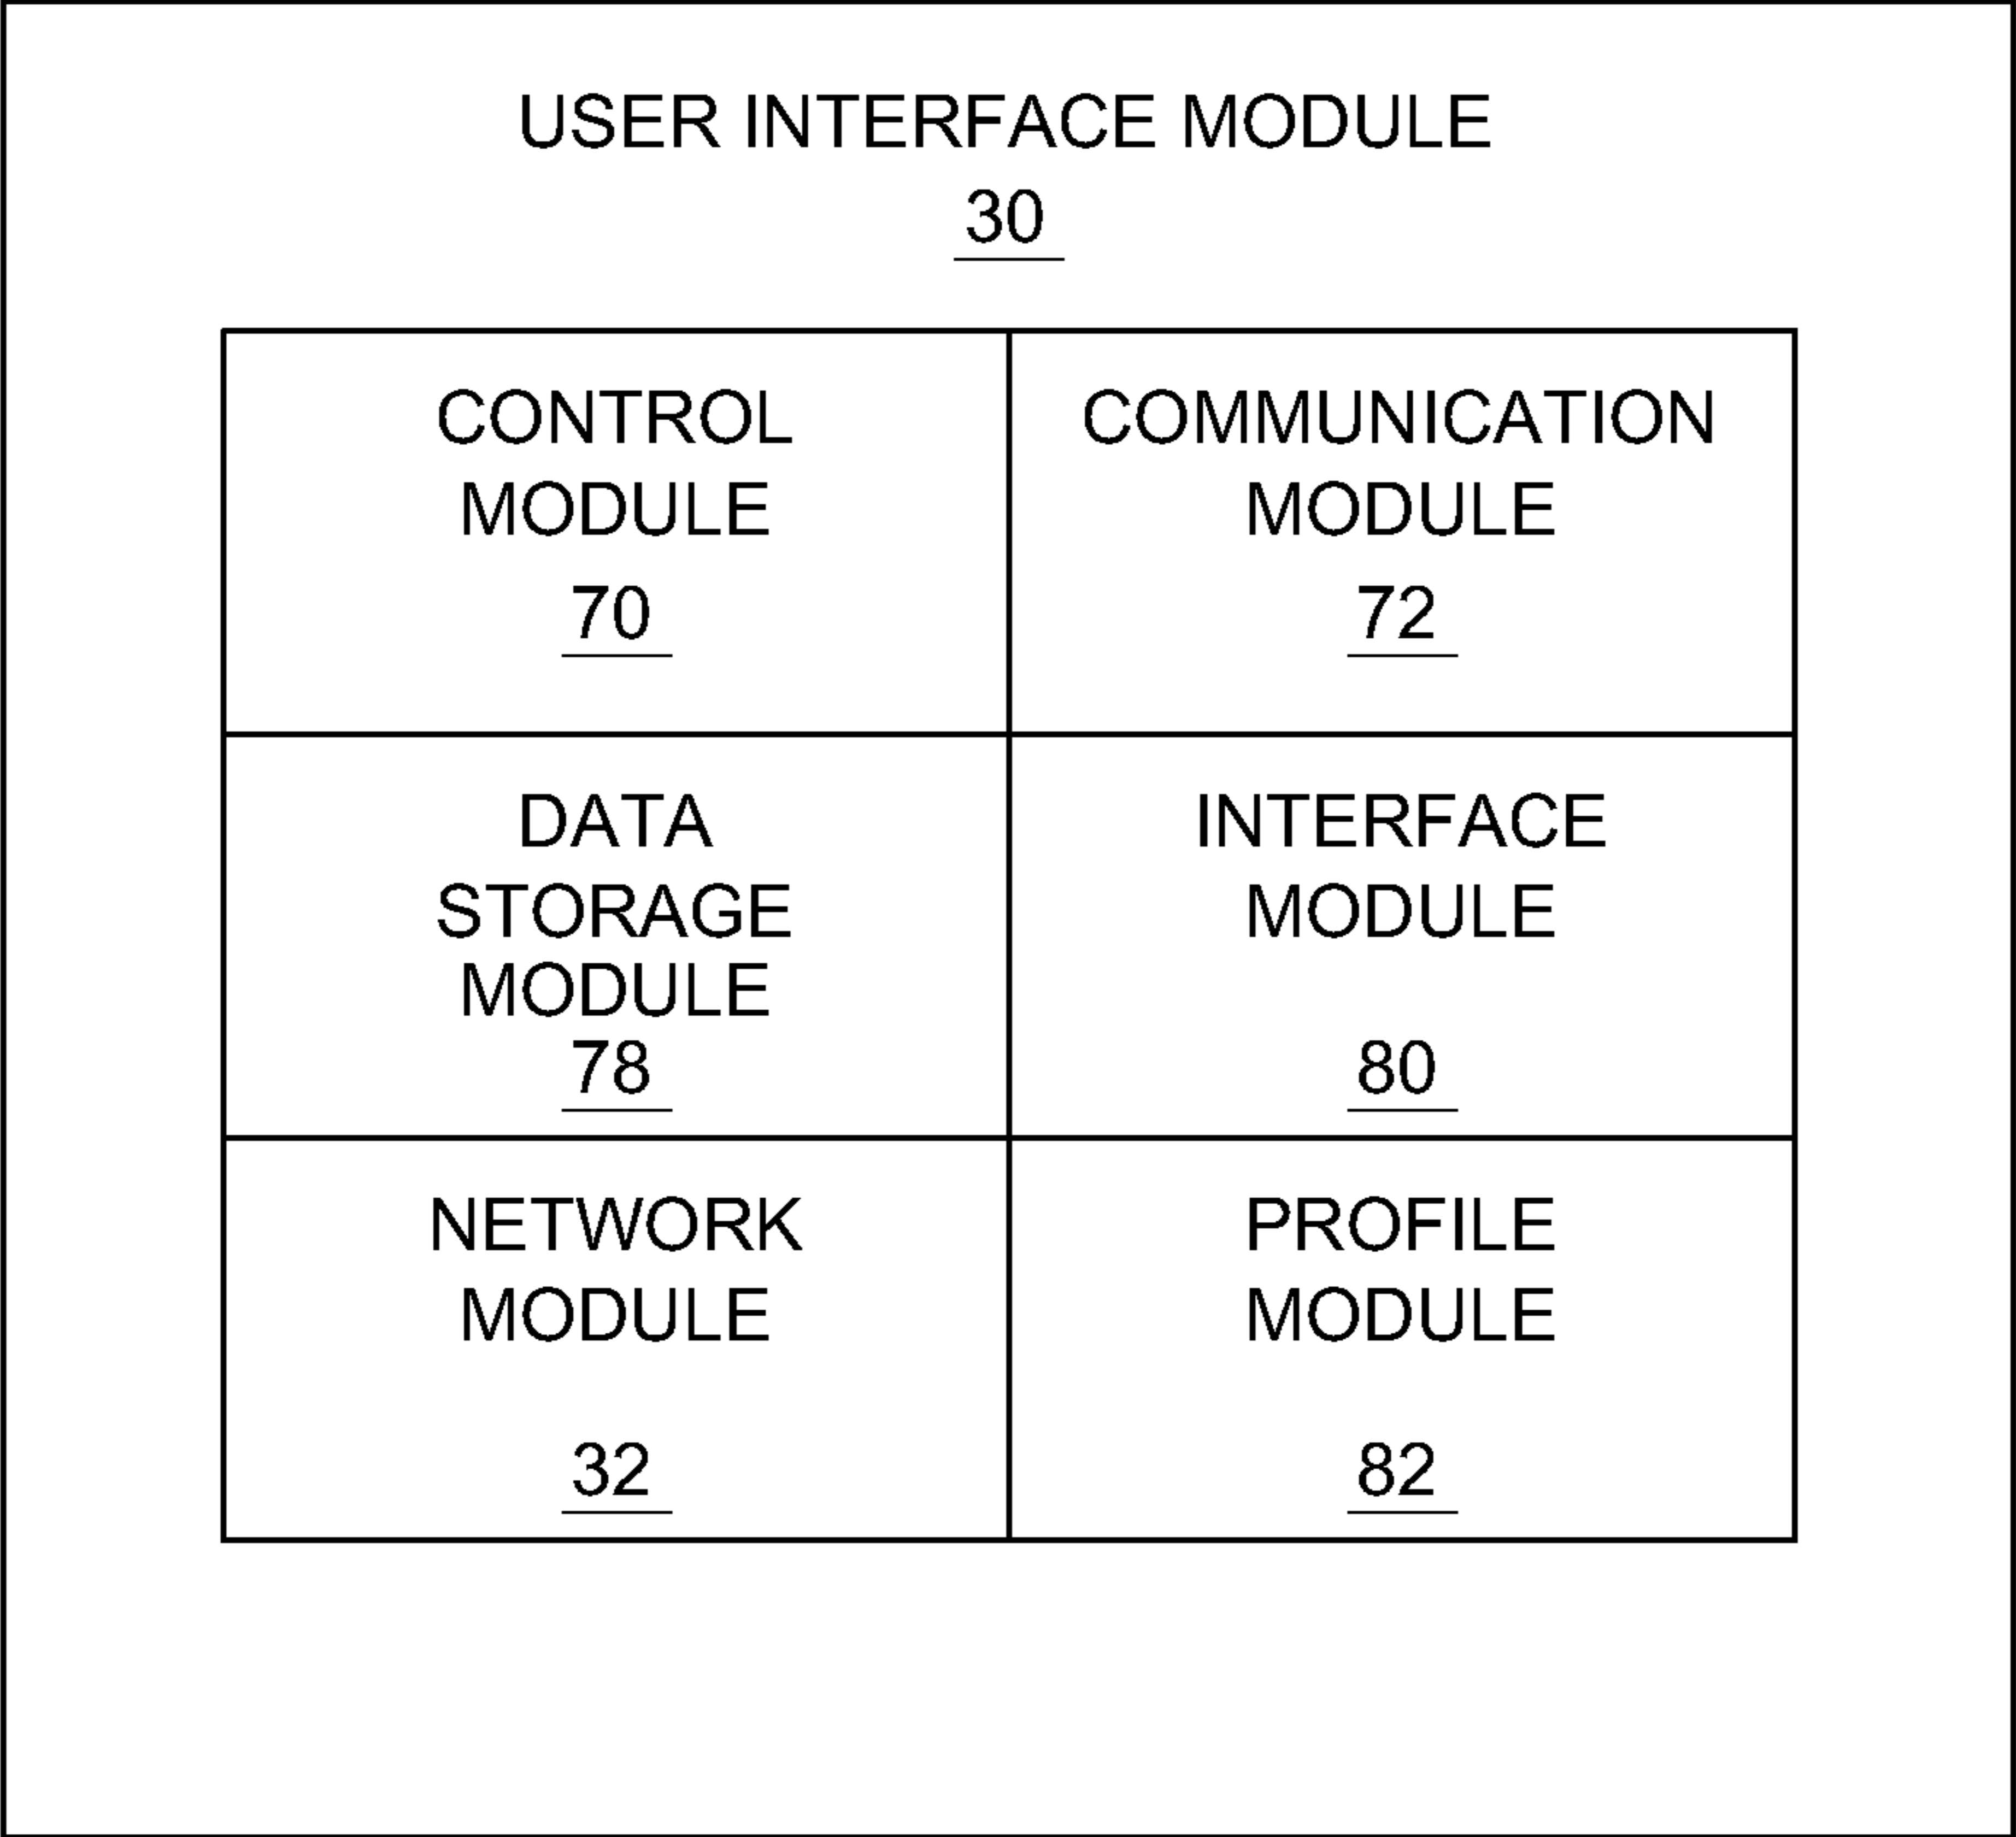 USER INTERFACE MODULE
30
CONTROL
MODULE
70
COMMUNICATION
MODULE
72
DATA
STORAGE
MODULE
78
INTERFACE
MODULE
80
NETWORK
MODULE
32
PROFILE
MODULE
82